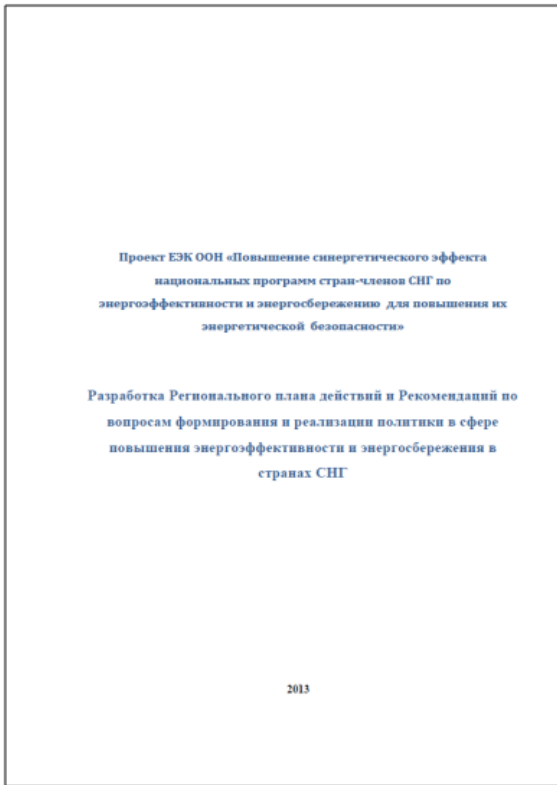 Проект ЕЭК ООН «Повышение синергетического эффекта
национальных программ стран-членов СНГ по
энергоэффективности и энергосбережению для повышения их
энергетической безопасности»
Разработка Регионального плана действий и Рекомендаций по
вопросам формирования и реализации политики в сфере
повышения энергоэффективности и энергосбережения в
странах СНГ
2013